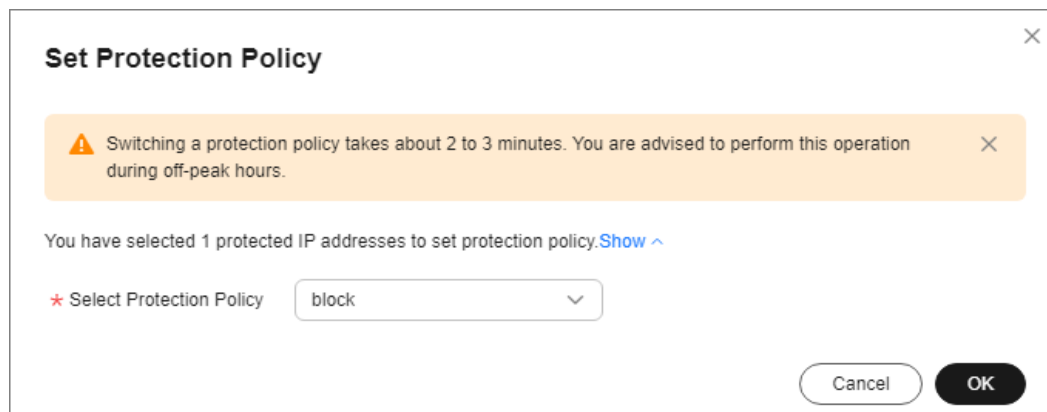 Set Protection Policy
Switching a protection policy takes about 2 to 3 minutes. You are advised to perform this operation
during off-peak hours.
You have selected 1 protected IP addresses to set protection policy.Show
* Select Protection Policy block
Cancel OK